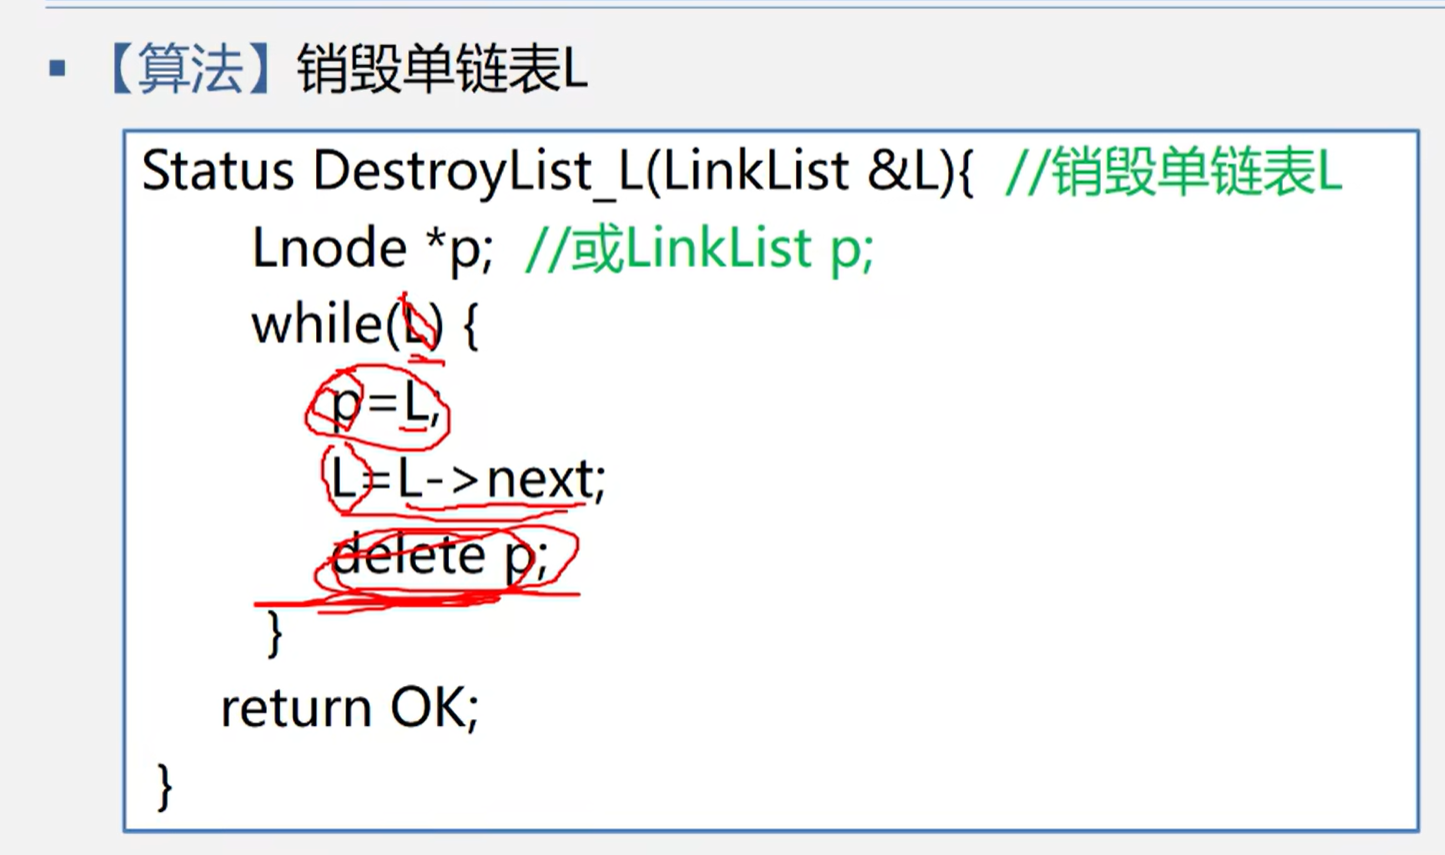 【算法】销毁单链表L
Status DestroyList_L(LinkList &L){ //销毁单链表L
Lnode *p; //或LinkList p;
while(L) {
p=L;
L=L->next;
delete p;
}
return OK;
}